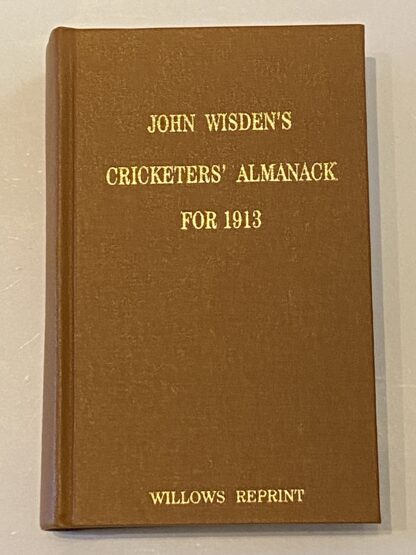 JOHN WISDEN'S
CRICKETERS' ALMANACK
FOR 1913
WILLOWS REPRINT